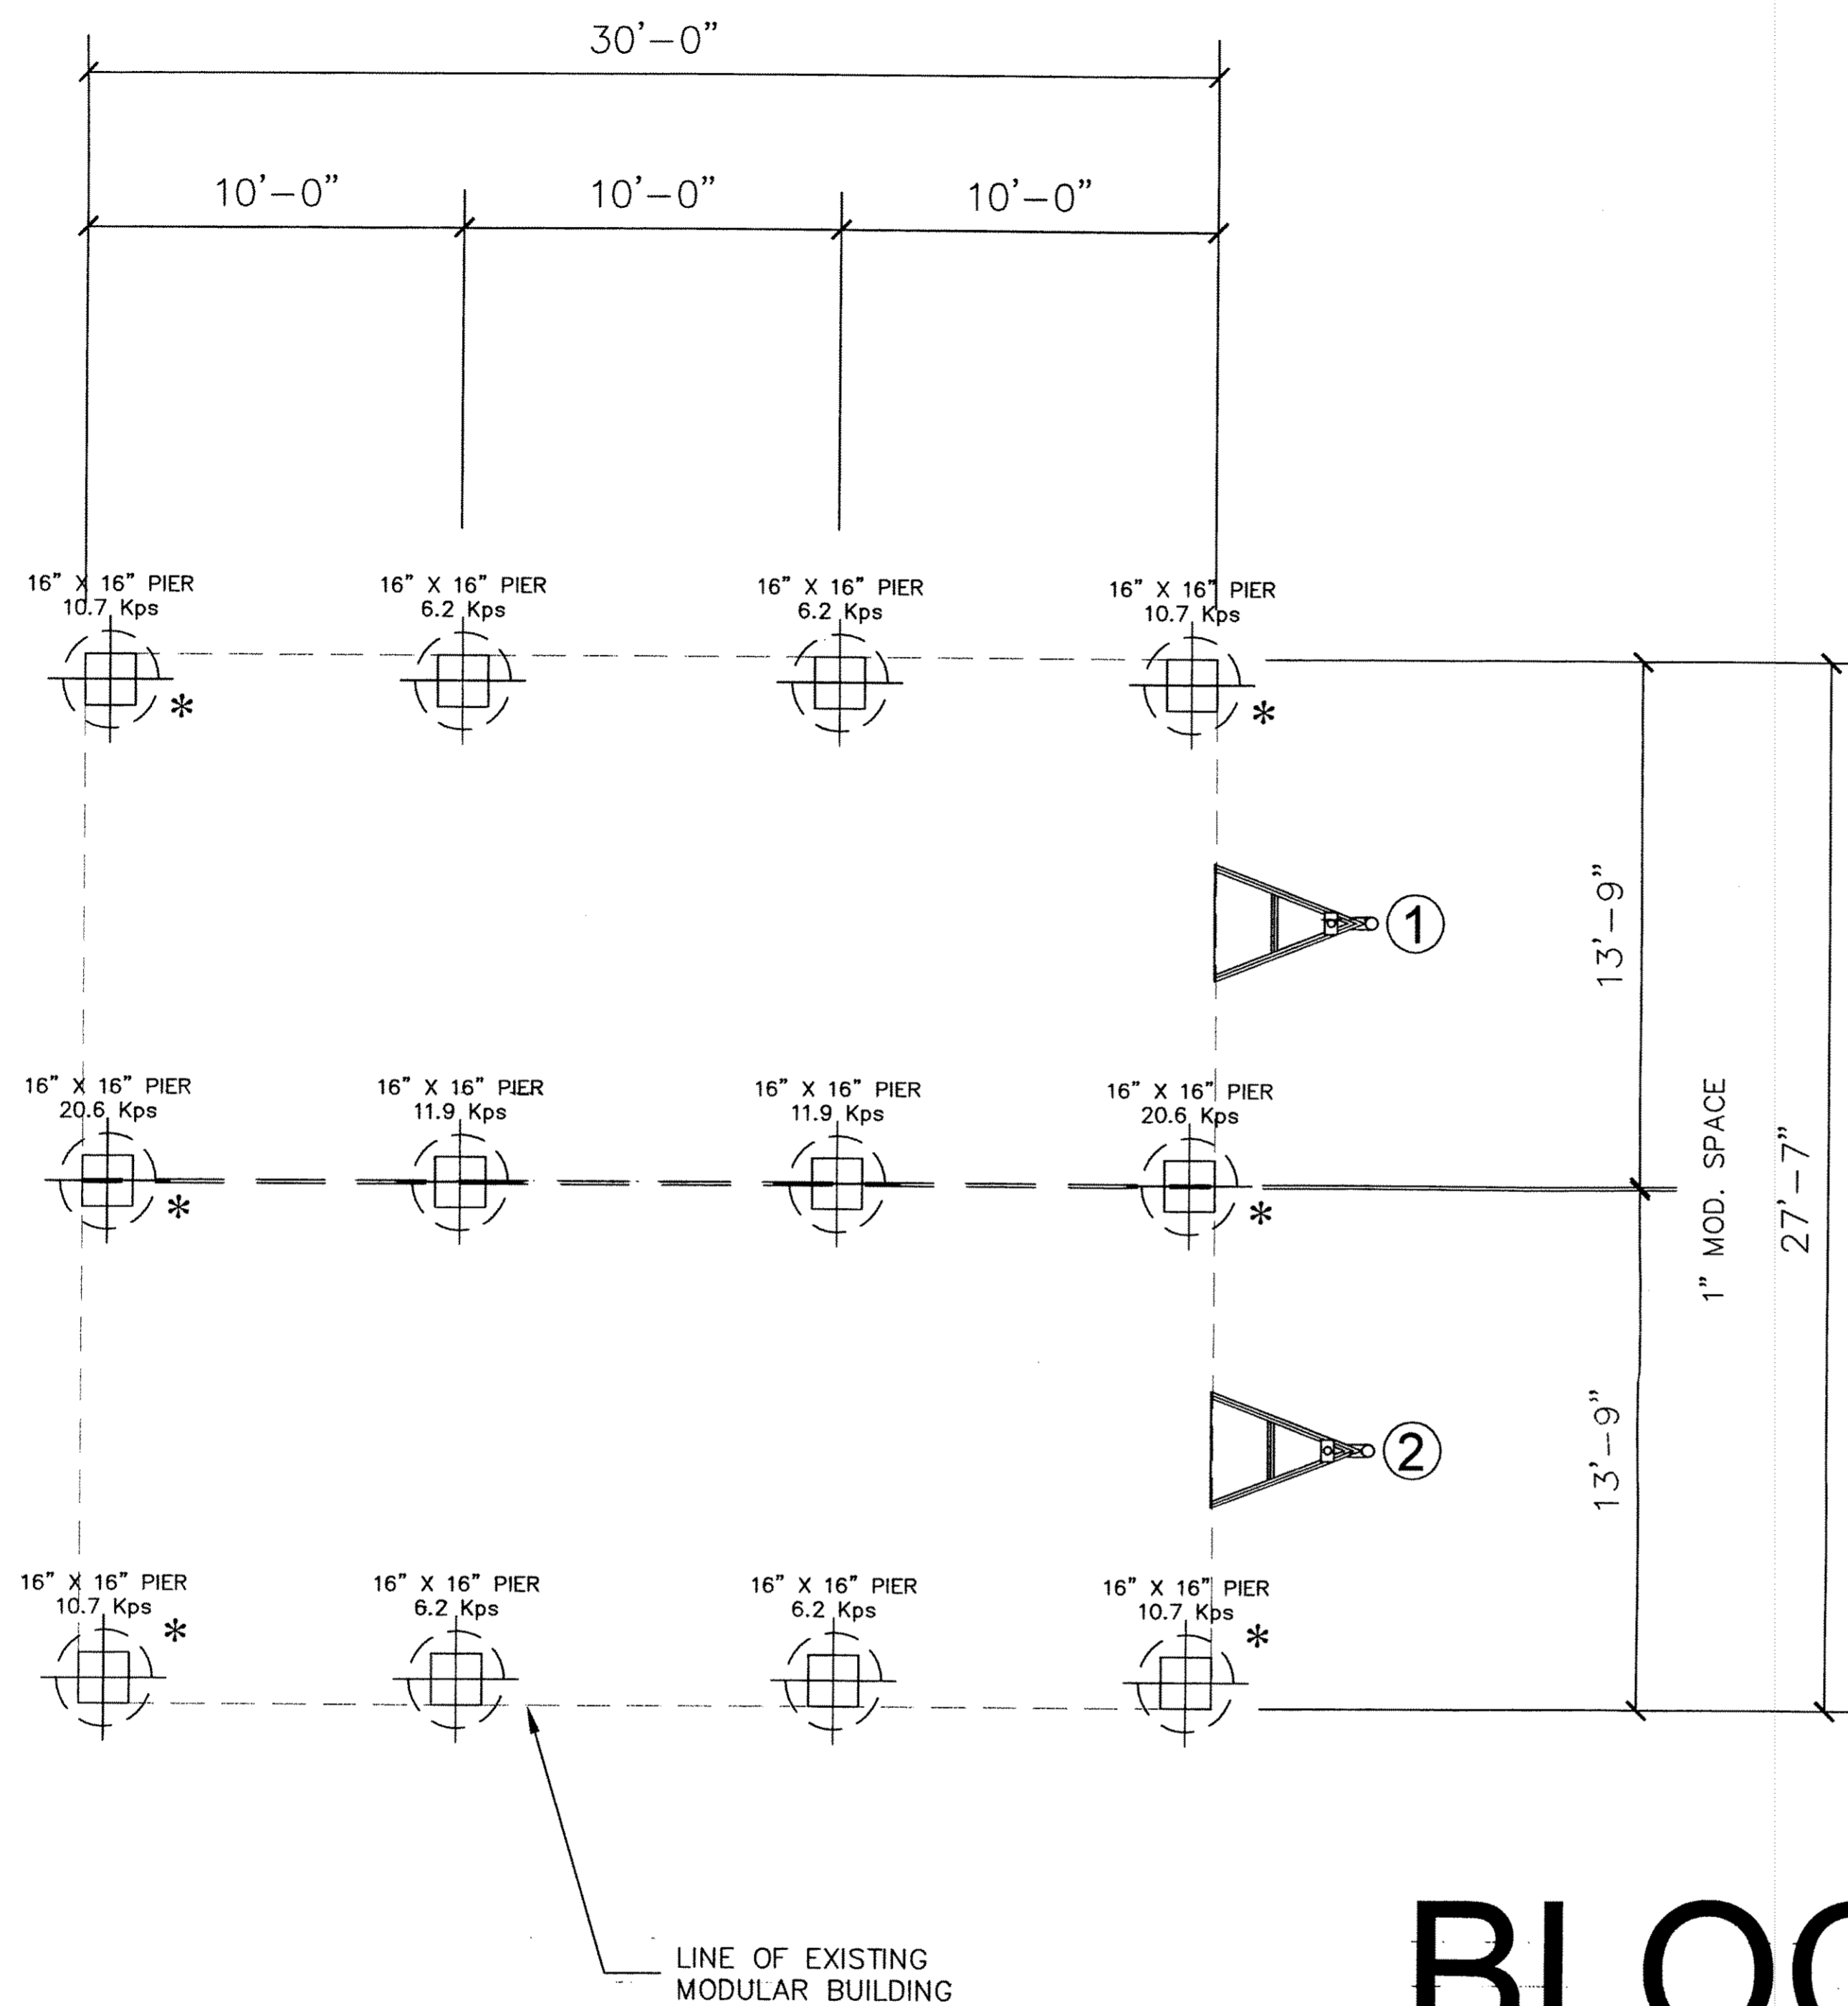 30'-0"
10'-0" 10'-0" 10'-0"
16" X 16" PIER
10.7 Kps
16" X 16" PIER
6.2 Kps
16" X 16" PIER
6.2 Kps
16" X 16" PIER
10.7 Kps
*
*
1
13'-9"
16" X 16" PIER
20.6 Kps
16" X 16" PIER
11.9 Kps
16" X 16" PIER
11.9 Kps
16" X 16" PIER
20.6 Kps
*
*
1" MOD. SPACE
27'-7"
2
13'-9"
16" X 16" PIER
10.7 Kps
16" X 16" PIER
6.2 Kps
16" X 16" PIER
6.2 Kps
16" X 16" PIER
10.7 Kps
*
*
LINE OF EXISTING
MODULAR BUILDING